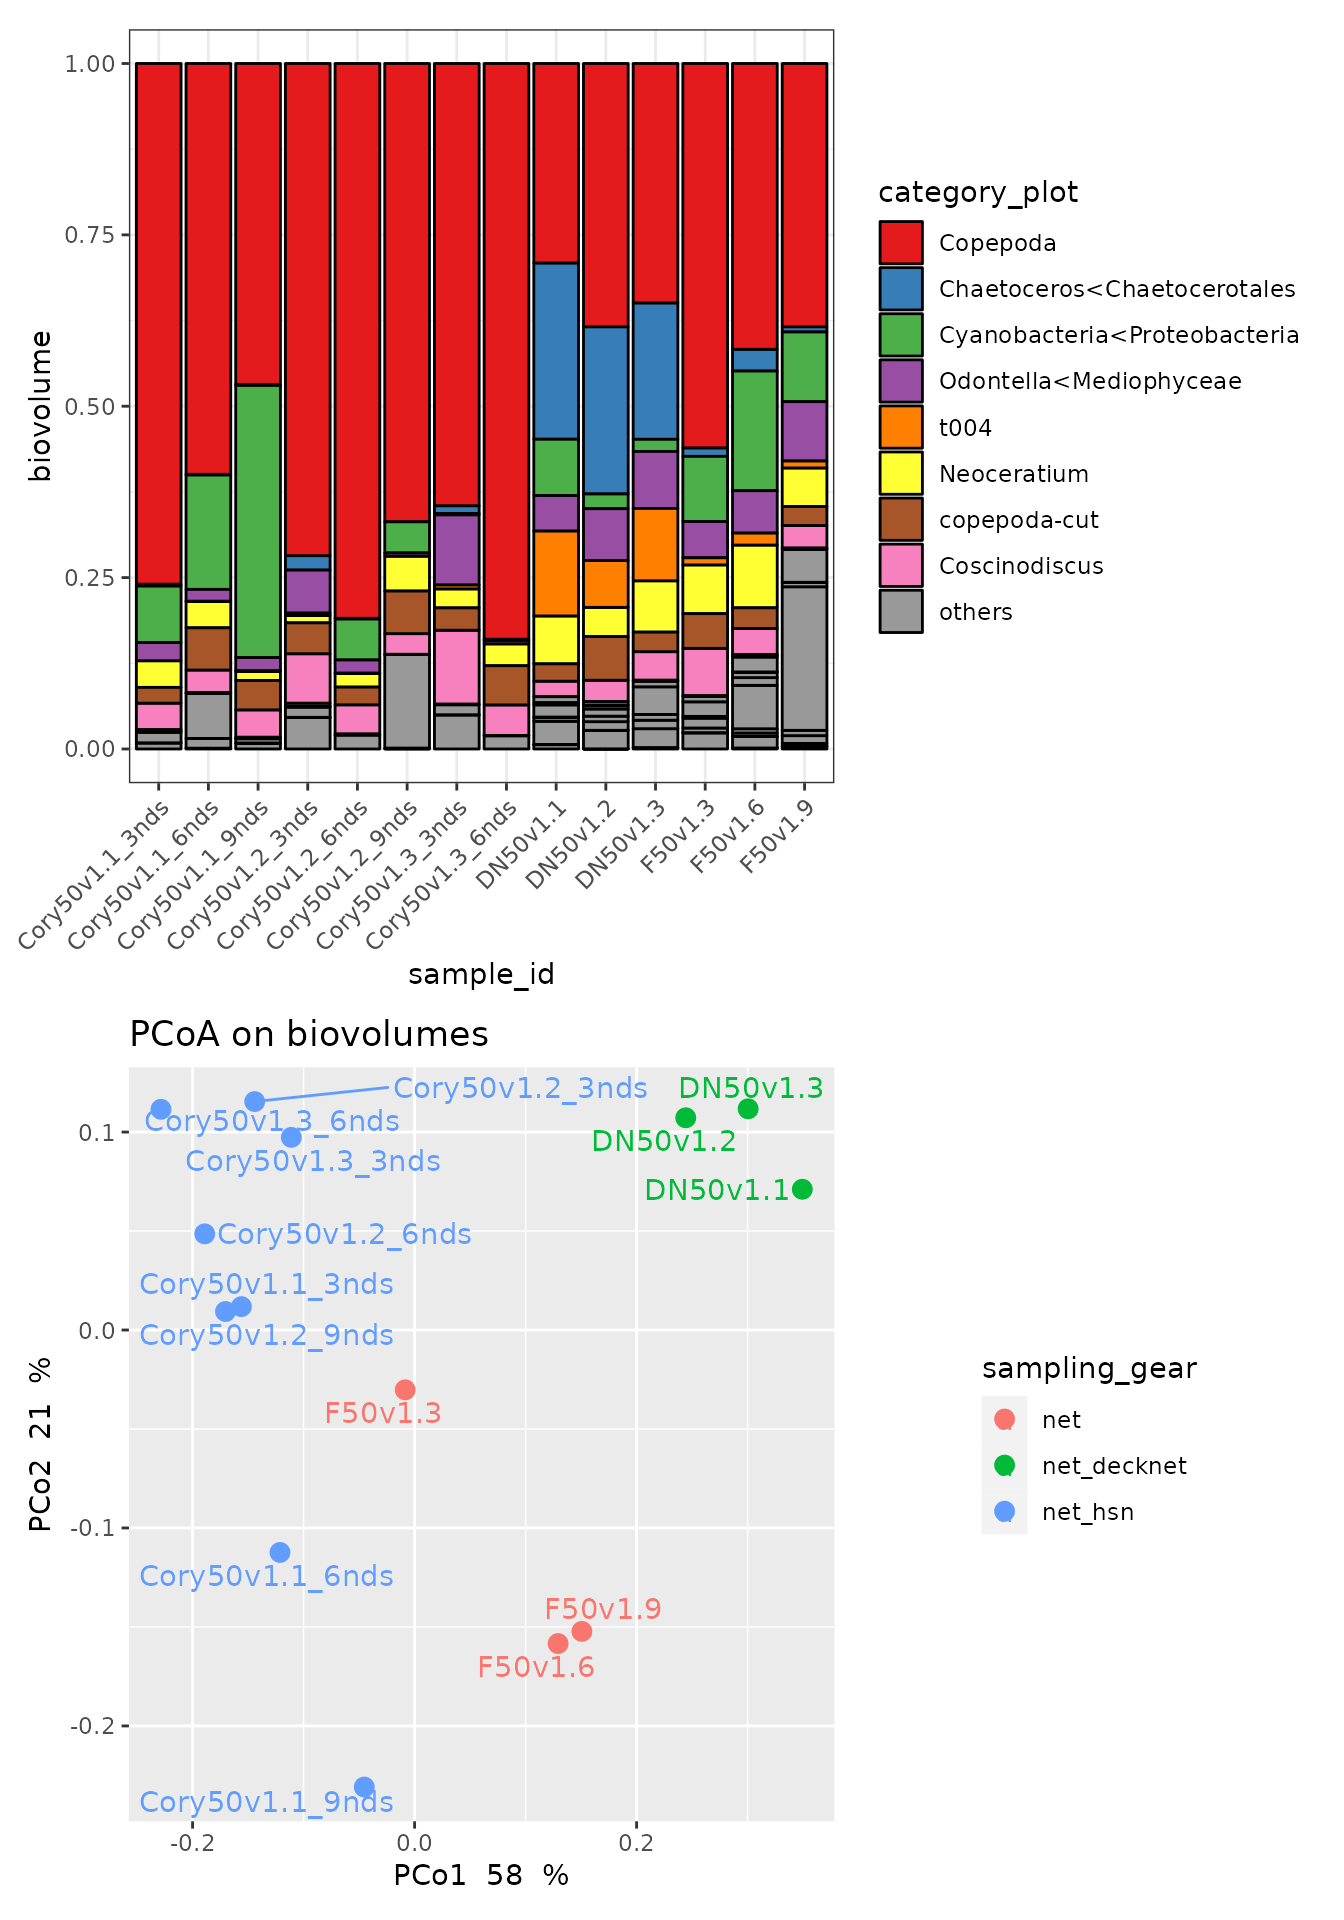 1.00
0.75
0.50
0.25
0.00
biovolume
Cory50v1.1_3nds
Cory50v1.1_6nds
Cory50v1.1_9nds
Cory50v1.2_3nds
Cory50v1.2_6nds
Cory50v1.2_9nds
Cory50v1.3_3nds
Cory50v1.3_6nds
DN50v1.1
DN50v1.2
DN50v1.3
F50v1.3
F50v1.6
F50v1.9
sample_id
category_plot
Copepoda
Chaetoceros<Chaetocerotales
Cyanobacteria<Proteobacteria
Odontella<Mediophyceae
t004
Neoceratium
copepoda-cut
Coscinodiscus
others
PCoA on biovolumes
Cory50v1.2_3nds
DN50v1.3
Cory50v1.3_6nds
DN50v1.2
Cory50v1.3_3nds
DN50v1.1
Cory50v1.2_6nds
Cory50v1.1_3nds
Cory50v1.2_9nds
F50v1.3
Cory50v1.1_6nds
F50v1.9
F50v1.6
Cory50v1.1_9nds
0.1
0.0
-0.1
-0.2
PCo2 21 %
-0.2
0.0
0.2
PCo1 58 %
sampling_gear
net
net_decknet
net_hsn